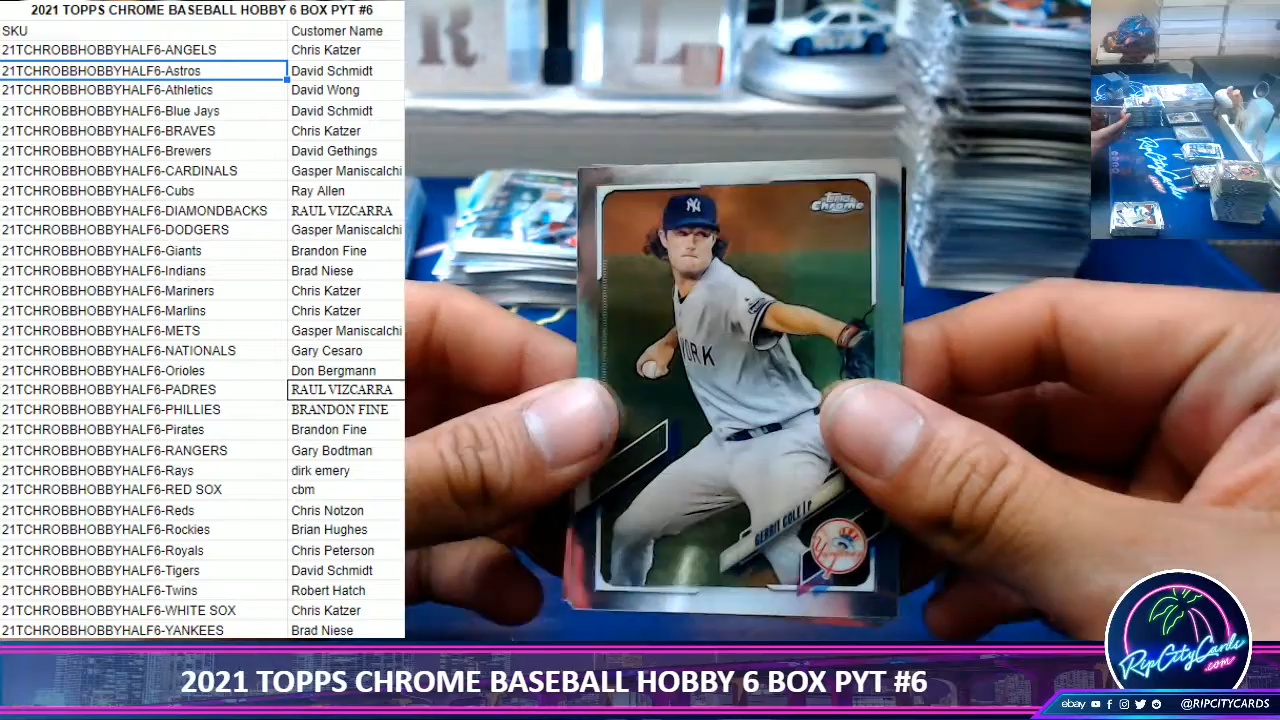 2021 TOPPS CHROME BASEBALL HOBBY 6 BOX PYT #6
SKU Customer Name
21TCHROBBHOBBYHALF6-ANGELS Chris Katzer
21TCHROBBHOBBYHALF6-Astros David Schmidt
21TCHROBBHOBBYHALF6-Athletics David Wong
21TCHROBBHOBBYHALF6-Blue Jays David Schmidt
21TCHROBBHOBBYHALF6-BRAVES Chris Katzer
21TCHROBBHOBBYHALF6-Brewers David Gethings
21TCHROBBHOBBYHALF6-CARDINALS Gasper Maniscalchi
21TCHROBBHOBBYHALF6-Cubs Ray Allen
21TCHROBBHOBBYHALF6-DIAMONDBACKS RAUL VIZCARRA
21TCHROBBHOBBYHALF6-DODGERS Gasper Maniscalchi
21TCHROBBHOBBYHALF6-Giants Brandon Fine
21TCHROBBHOBBYHALF6-Indians Brad Niese
21TCHROBBHOBBYHALF6-Mariners Chris Katzer
21TCHROBBHOBBYHALF6-Marlins Chris Katzer
21TCHROBBHOBBYHALF6-METS Gasper Maniscalchi
21TCHROBBHOBBYHALF6-NATIONALS Gary Cesaro
21TCHROBBHOBBYHALF6-Orioles Don Bergmann
21TCHROBBHOBBYHALF6-PADRES RAUL VIZCARRA
21TCHROBBHOBBYHALF6-PHILLIES BRANDON FINE
21TCHROBBHOBBYHALF6-Pirates Brandon Fine
21TCHROBBHOBBYHALF6-RANGERS Gary Bodtman
21TCHROBBHOBBYHALF6-Rays dirk emery
21TCHROBBHOBBYHALF6-RED SOX cbm
21TCHROBBHOBBYHALF6-Reds Chris Notzon
21TCHROBBHOBBYHALF6-Rockies Brian Hughes
21TCHROBBHOBBYHALF6-Royals Chris Peterson
21TCHROBBHOBBYHALF6-Tigers David Schmidt
21TCHROBBHOBBYHALF6-Twins Robert Hatch
21TCHROBBHOBBYHALF6-WHITE SOX Chris Katzer
21TCHROBBHOBBYHALF6-YANKEES Brad Niese
R L
Topps
Chrome
NY
YORK
GERRIT COLE | P
Yankees
RipCityCards
.com
2021 TOPPS CHROME BASEBALL HOBBY 6 BOX PYT #6
ebay @RIPCITYCARDS